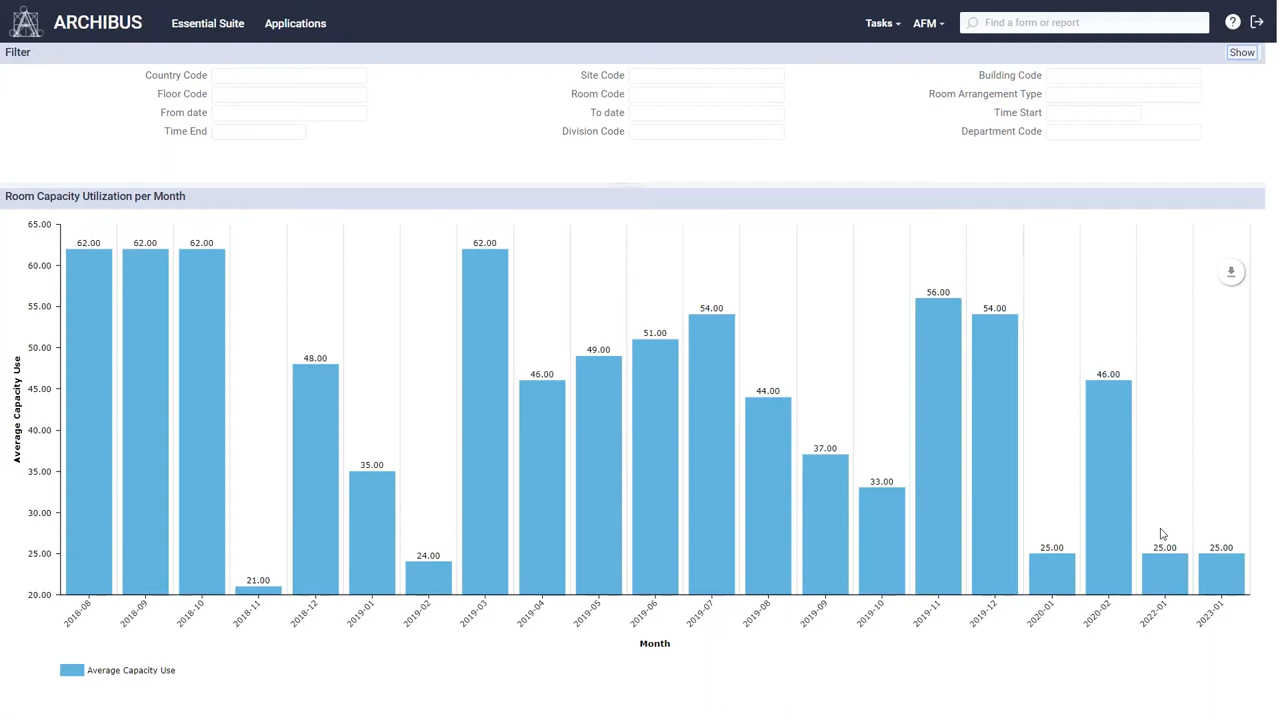 ARCHIBUS Essential Suite Applications Tasks AFM Find a form or report ?
Filter Show
Country Code Site Code Building Code
Floor Code Room Code Room Arrangement Type
From date To date Time Start
Time End Division Code Department Code
Room Capacity Utilization per Month
65.00
60.00
55.00
50.00
45.00
40.00
35.00
30.00
25.00
20.00
Average Capacity Use
62.00 62.00 62.00 21.00 48.00 35.00 24.00 62.00 46.00 49.00 51.00 54.00 44.00 37.00 33.00 56.00 54.00 25.00 46.00 25.00 25.00
2018-08 2018-09 2018-10 2018-11 2018-12 2019-01 2019-02 2019-03 2019-04 2019-05 2019-06 2019-07 2019-08 2019-09 2019-10 2019-11 2019-12 2020-01 2020-02 2022-01 2023-01
Month
Average Capacity Use